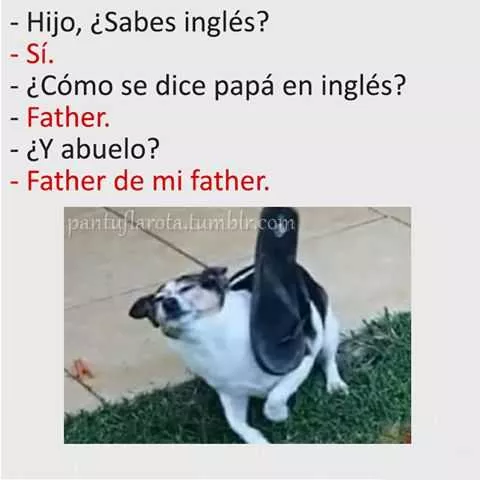 - Hijo, ¿Sabes inglés?
- Sí.
- ¿Cómo se dice papá en inglés?
- Father.
- ¿Y abuelo?
- Father de mi father.
pantuflarota.tumblr.com